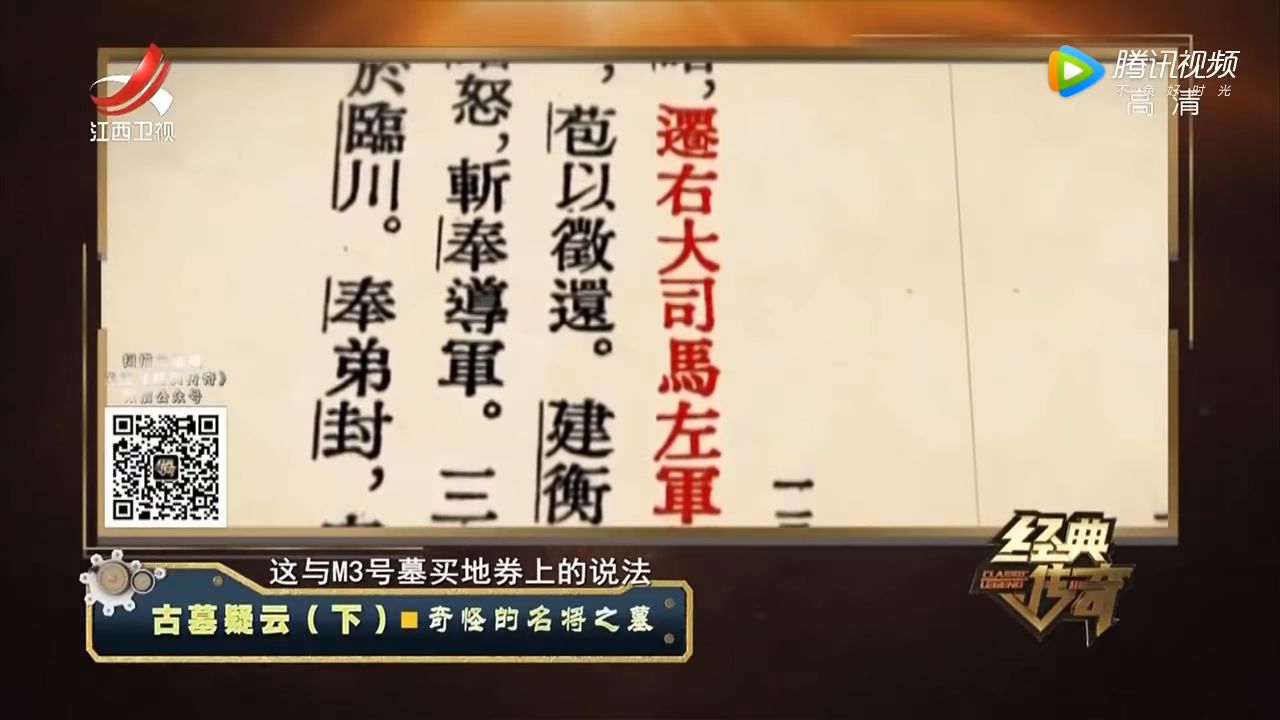 江西卫视
腾讯视频
不负好时光
高清
遷右大司馬左軍
苞以徵還。建衡
怒，斬奉導軍。三
於臨川。奉弟封，
这与M3号墓买地券上的说法
古墓疑云（下）■奇怪的名将之墓
经典传奇
CLASSIC
LEGEND